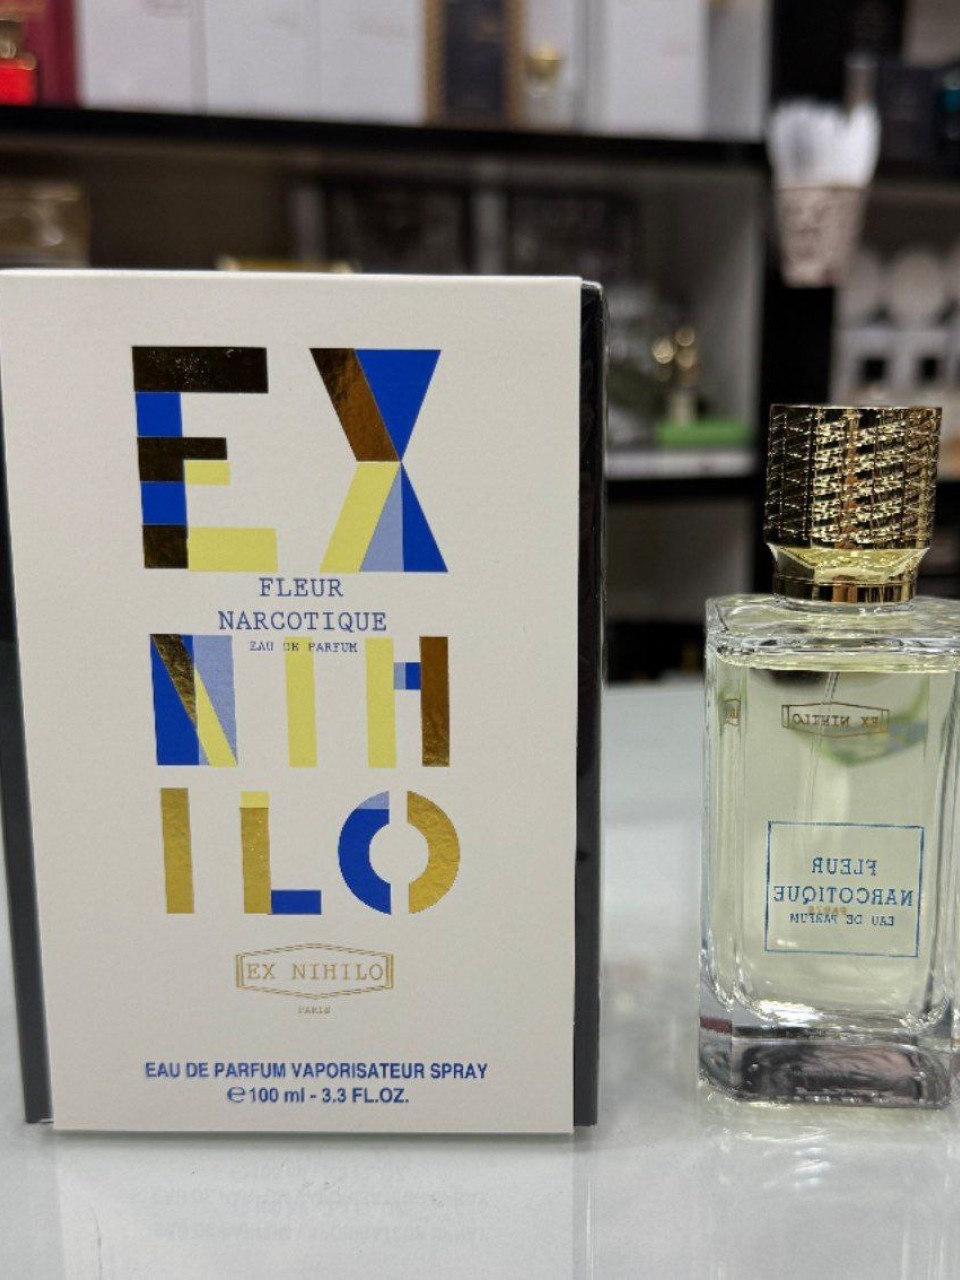 EX
FLEUR
NARCOTIQUE
EAU DE PARFUM
NIH
ILO
EX NIHILO
PARIS
EAU DE PARFUM VAPORISATEUR SPRAY
℮100 ml - 3.3 FL.OZ.
EX NIHILO
FLEUR
NARCOTIQUE
PARIS
EAU DE PARFUM